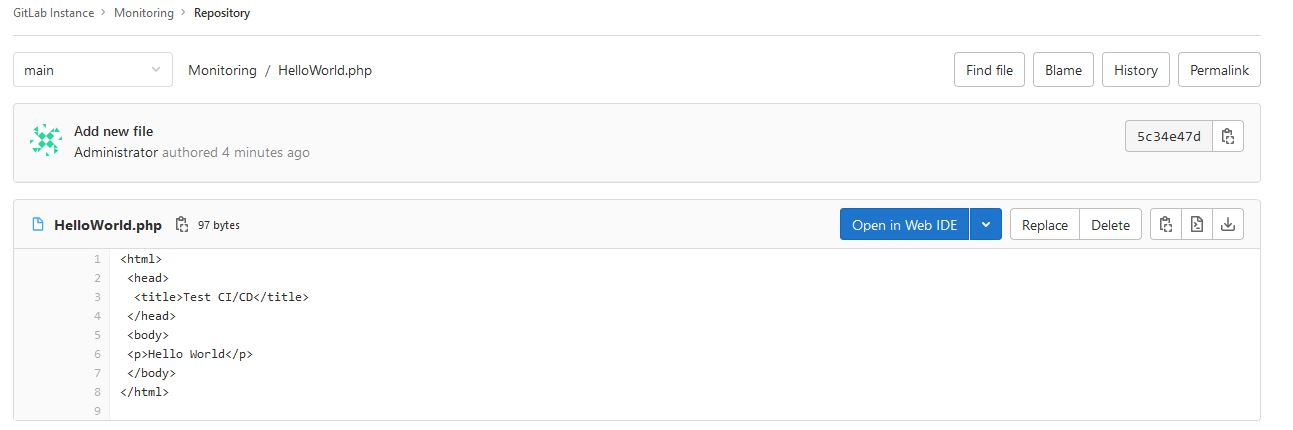 GitLab Instance > Monitoring > Repository
main
Monitoring / HelloWorld.php
Find file
Blame
History
Permalink
Add new file
Administrator authored 4 minutes ago
5c34e47d
HelloWorld.php
97 bytes
Open in Web IDE
Replace
Delete
1 <html>
2 <head>
3 <title>Test CI/CD</title>
4 </head>
5 <body>
6 <p>Hello World</p>
7 </body>
8 </html>
9